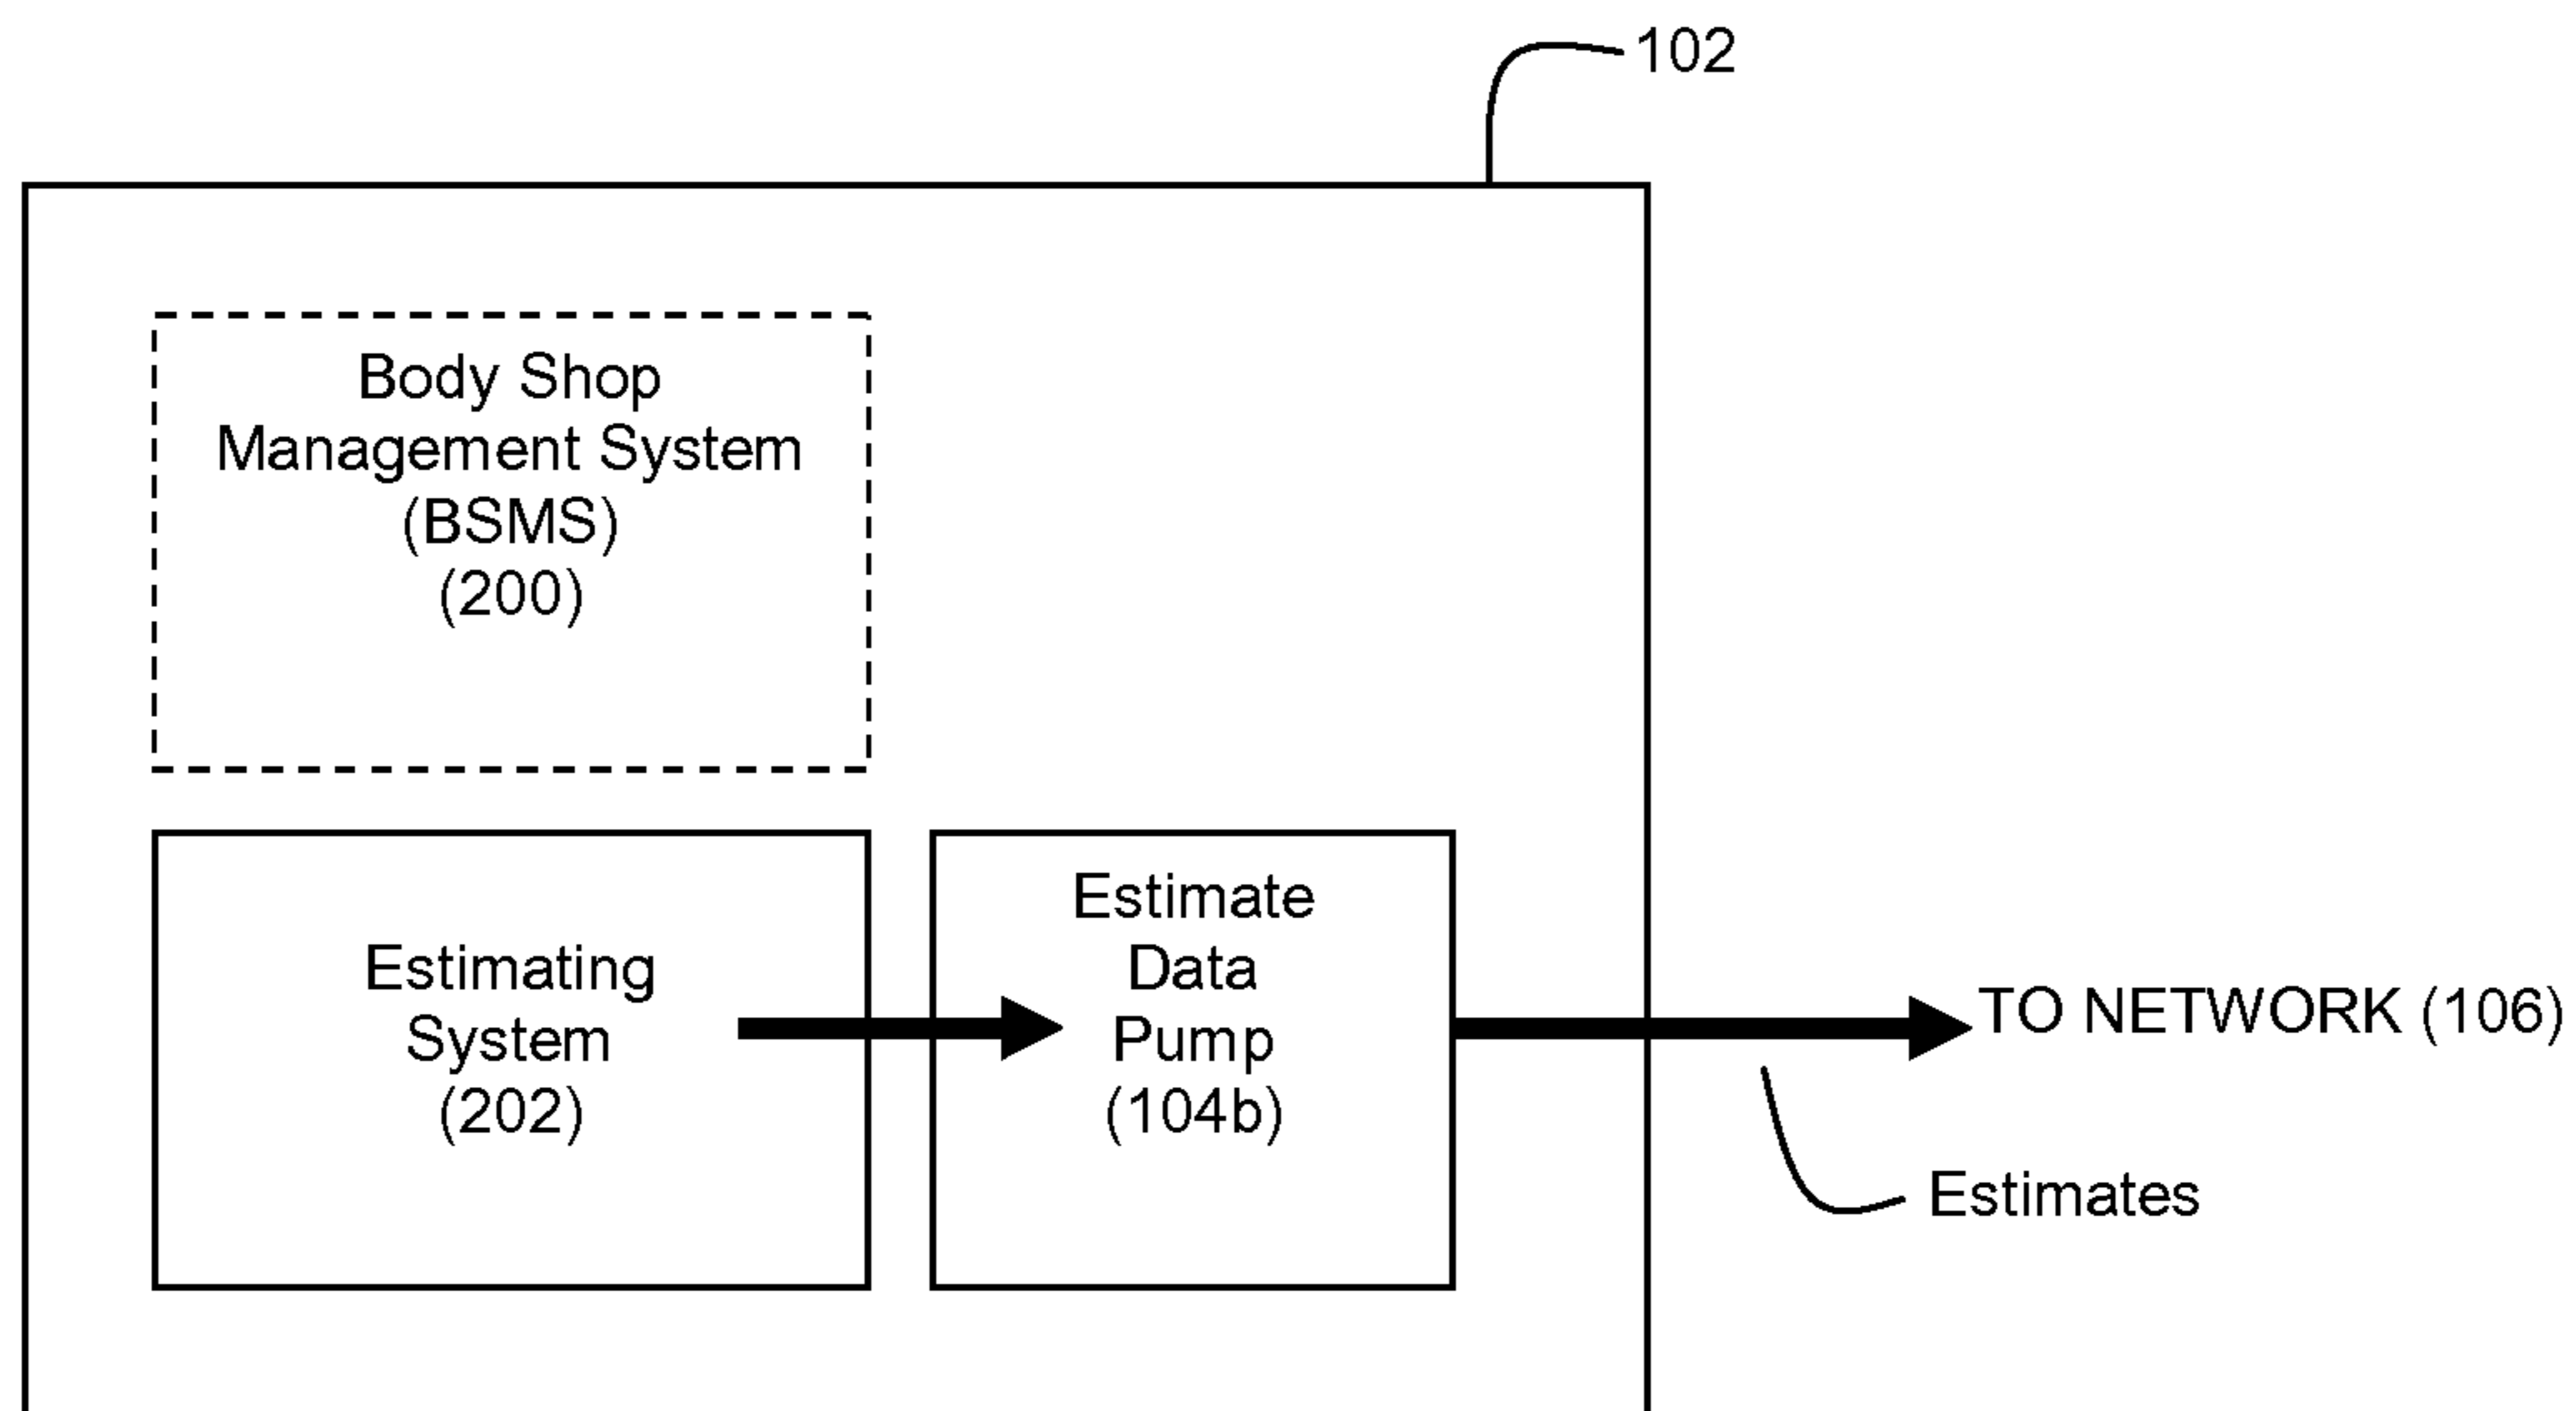 102
Body Shop
Management System
(BSMS)
(200)
Estimating
System
(202)
Estimate
Data
Pump
(104b)
TO NETWORK (106)
Estimates